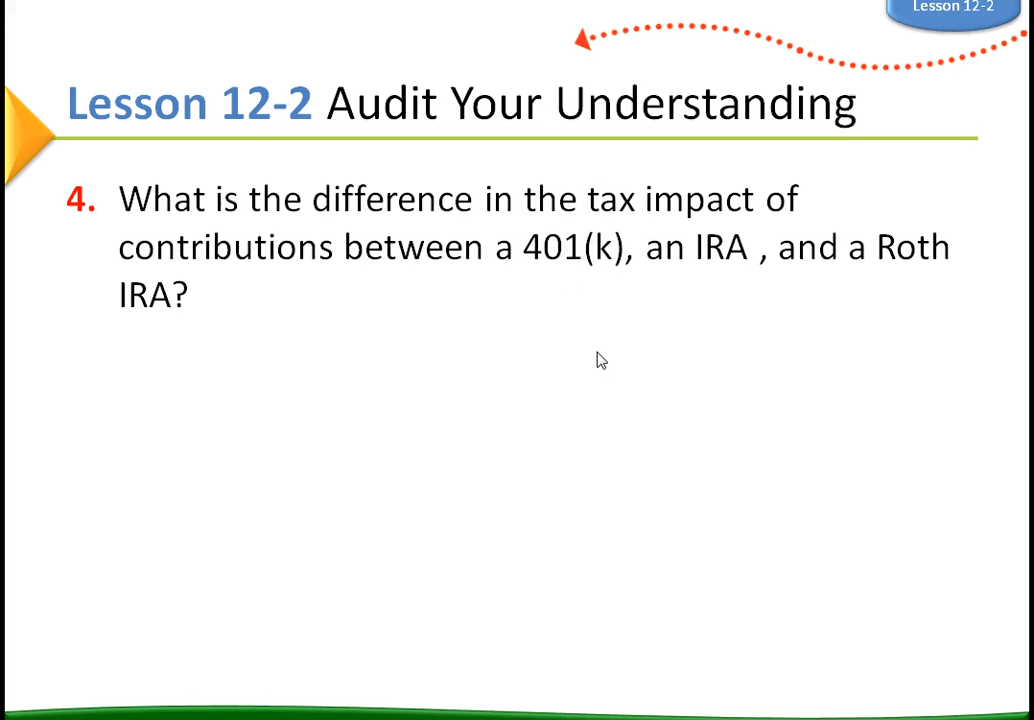 Lesson 12-2
Lesson 12-2 Audit Your Understanding
4. What is the difference in the tax impact of
contributions between a 401(k), an IRA , and a Roth
IRA?